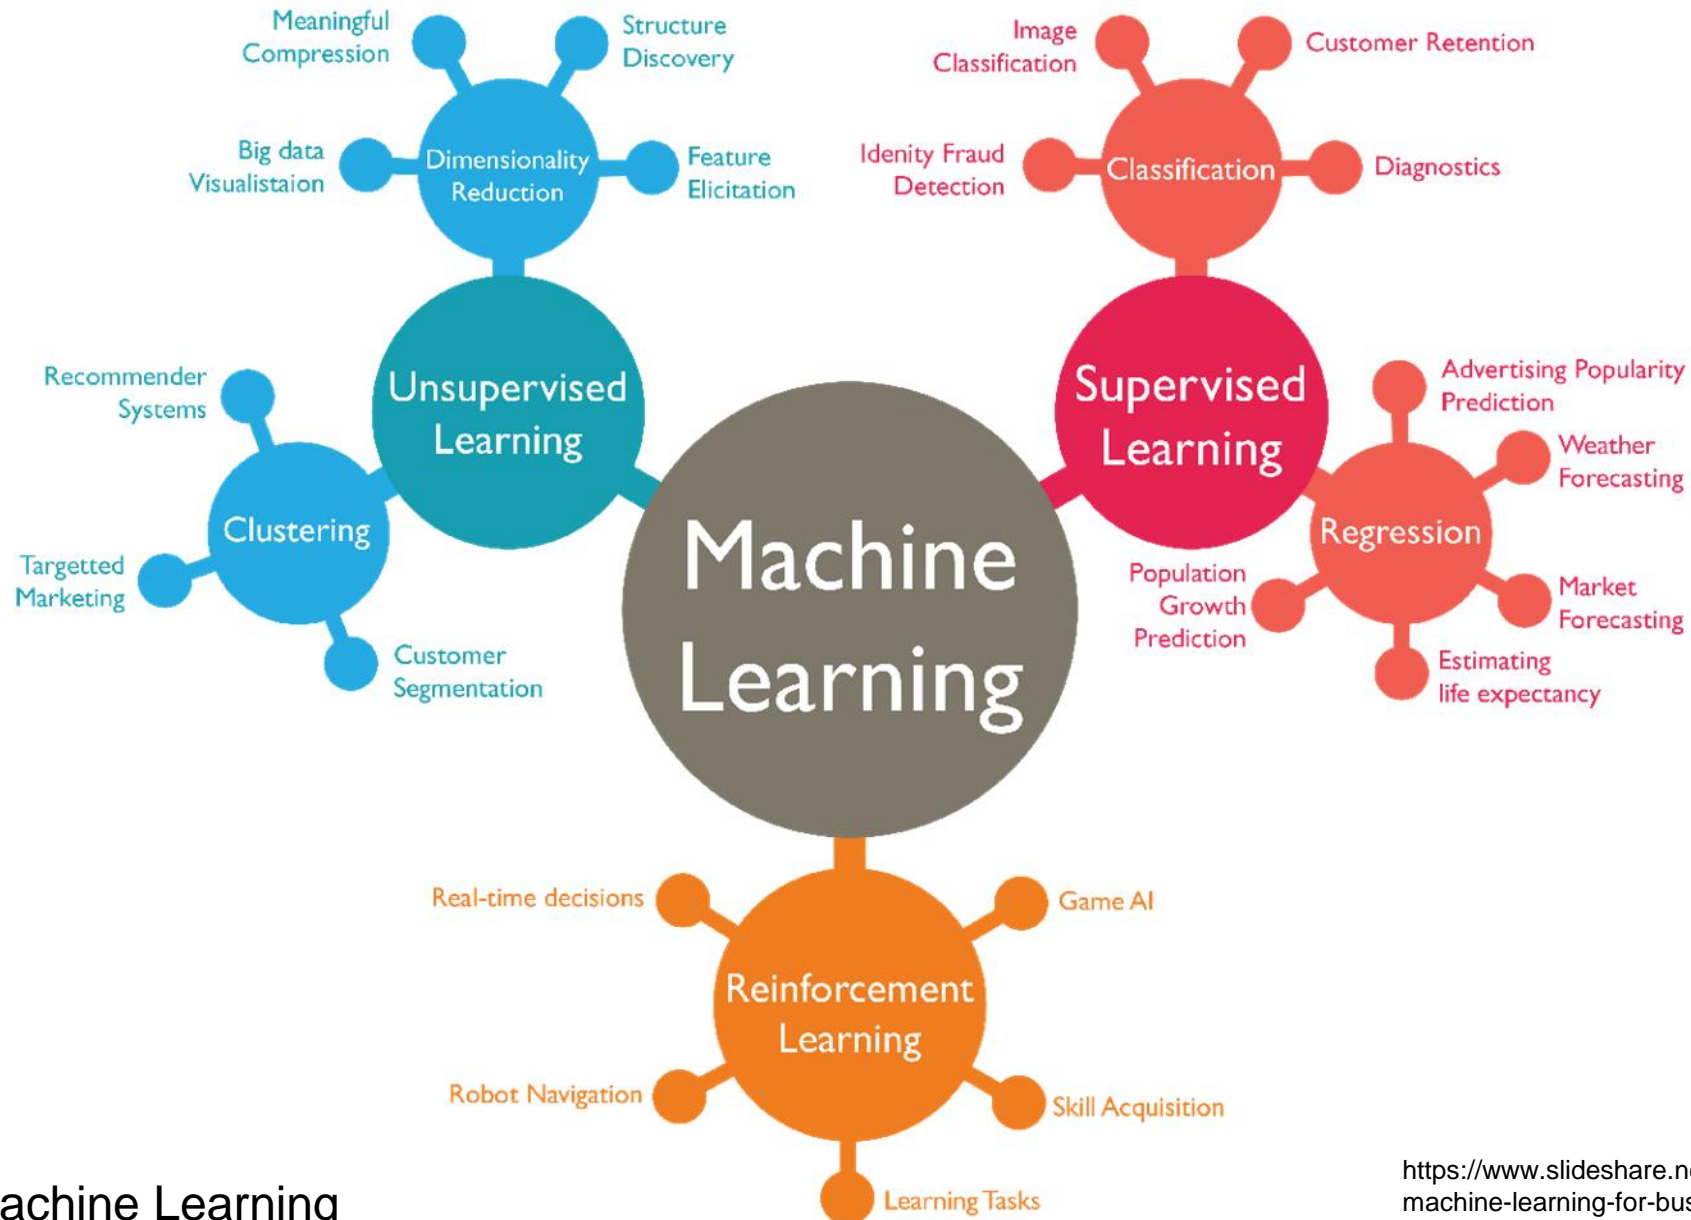 Meaningful
Compression
Structure
Discovery
Big data
Visualistaion
Dimensionality
Reduction
Feature
Elicitation
Image
Classification
Customer Retention
Idenity Fraud
Detection
Classification
Diagnostics
Recommender
Systems
Unsupervised
Learning
Clustering
Targetted
Marketing
Customer
Segmentation
Machine
Learning
Supervised
Learning
Advertising Popularity
Prediction
Weather
Forecasting
Regression
Population
Growth
Prediction
Market
Forecasting
Estimating
life expectancy
Real-time decisions
Game AI
Reinforcement
Learning
Robot Navigation
Skill Acquisition
Learning Tasks
achine Learning
https://www.slideshare.ne
machine-learning-for-bus